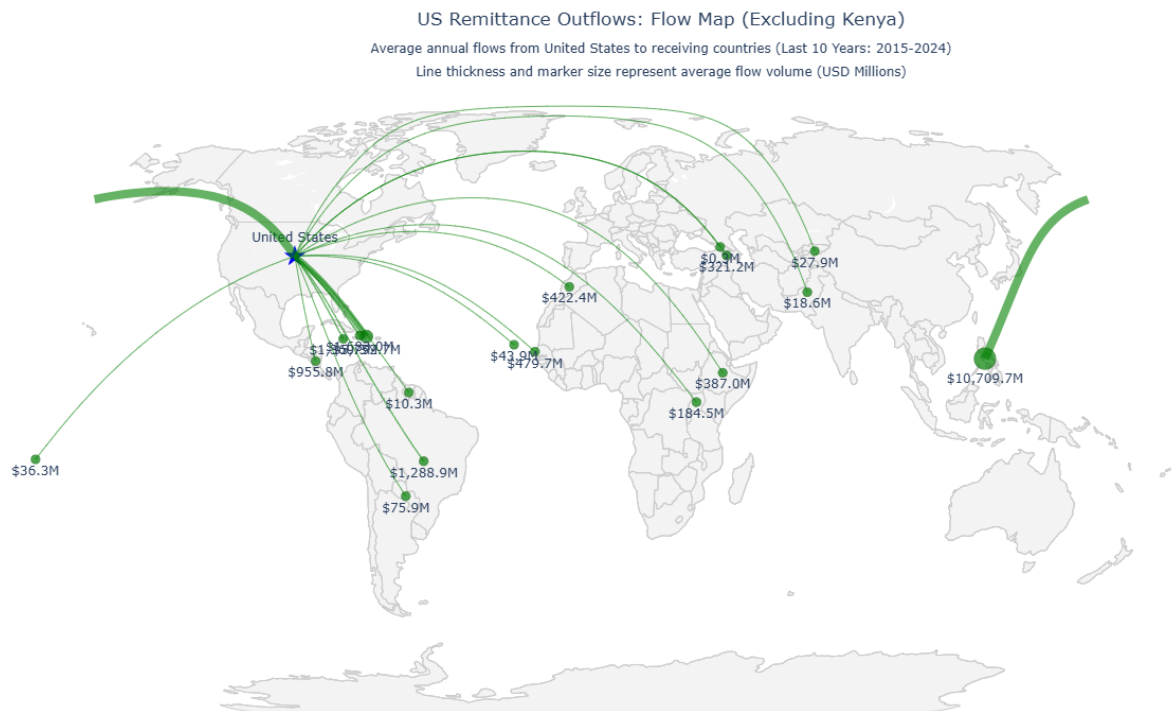 US Remittance Outflows: Flow Map (Excluding Kenya)
Average annual flows from United States to receiving countries (Last 10 Years: 2015-2024)
Line thickness and marker size represent average flow volume (USD Millions)
United States
$27.9M
$321.2M
$422.4M
$18.6M
$43.9M
$479.7M
$955.8M
$387.0M
$10,709.7M
$10.3M
$184.5M
$36.3M
$1,288.9M
$75.9M